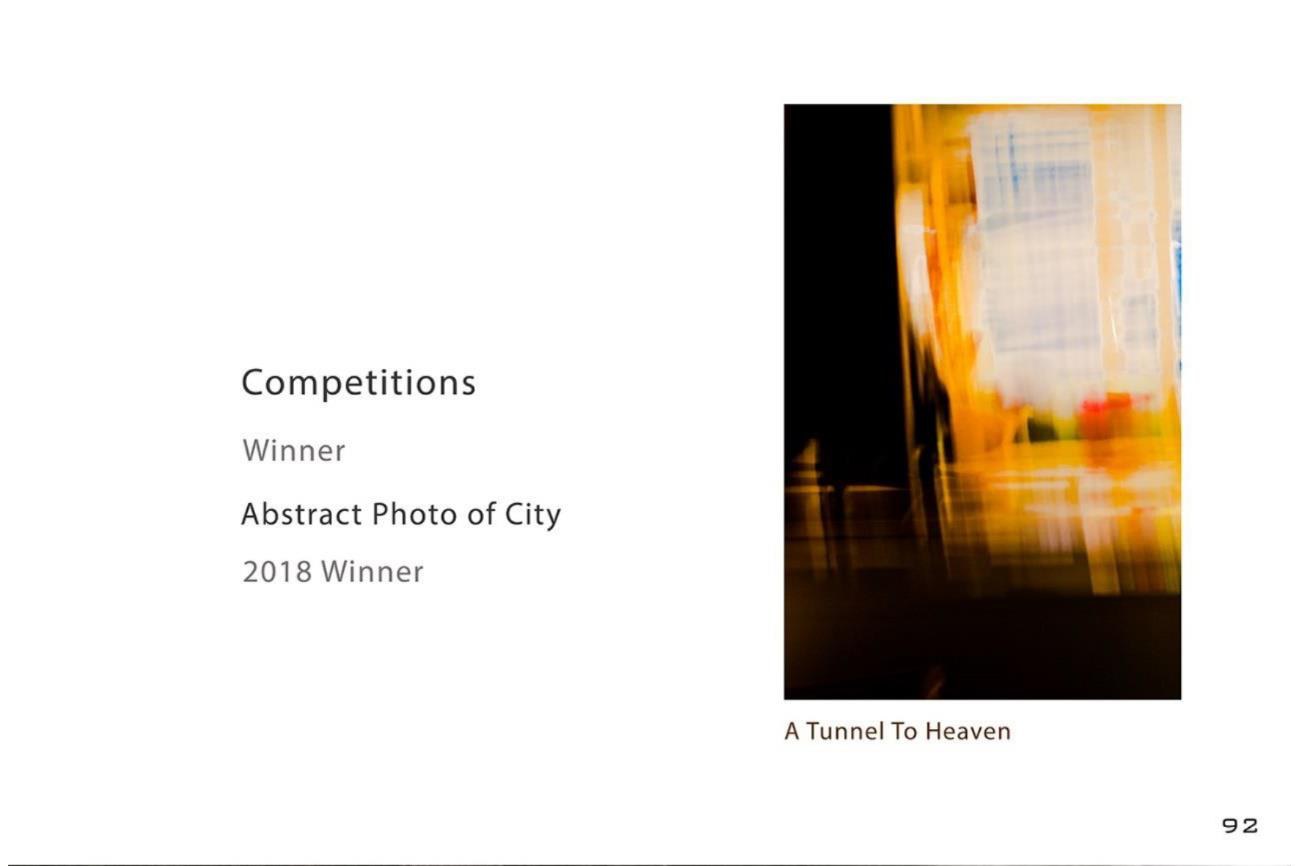 Competitions
Winner
Abstract Photo of City
2018 Winner
A Tunnel To Heaven
92